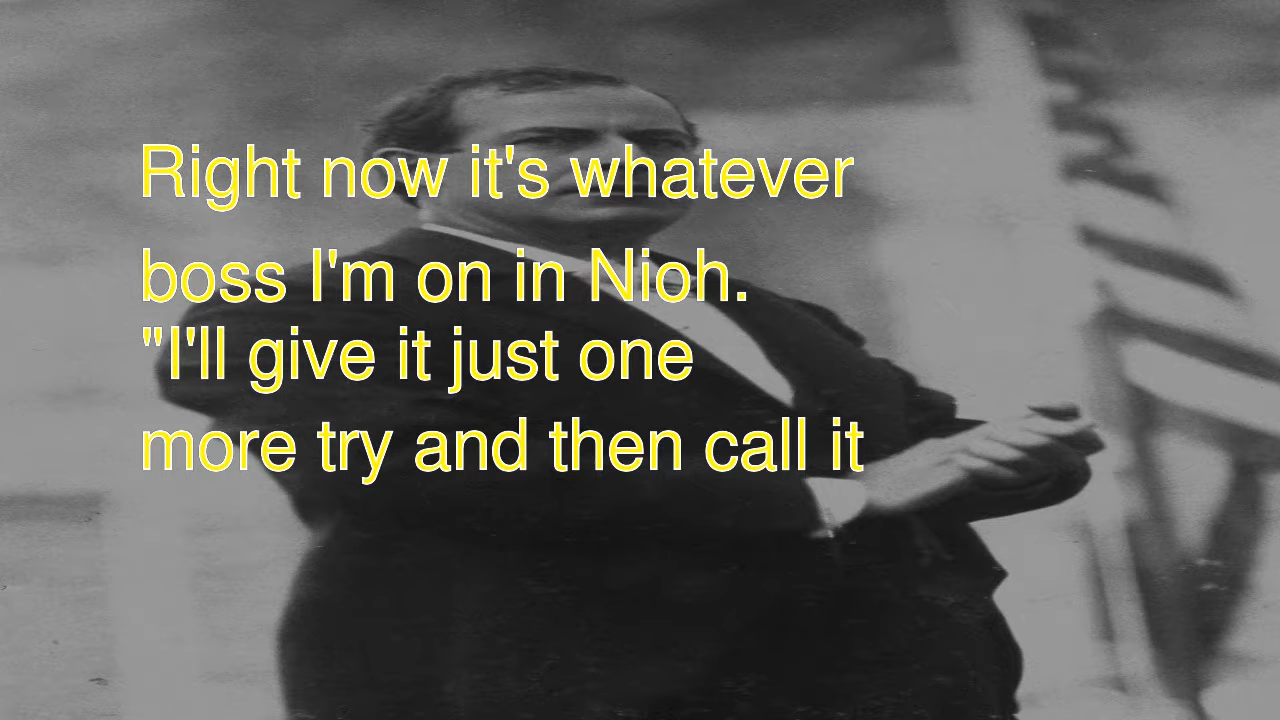 Right now it's whatever
boss I'm on in Nioh.
"I'll give it just one
more try and then call it